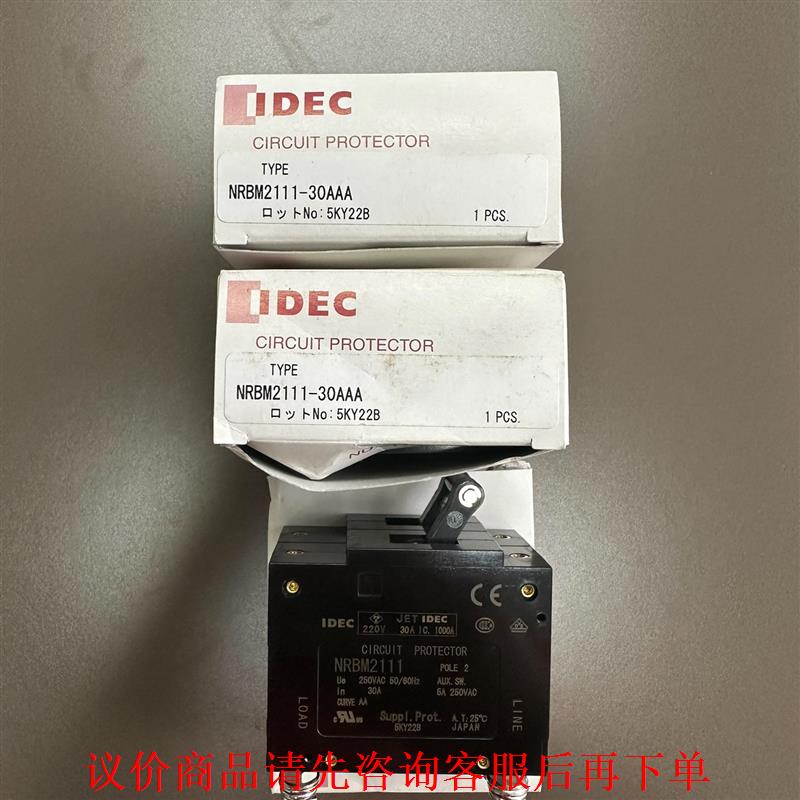 IDEC
CIRCUIT PROTECTOR
TYPE
NRBM2111-30AAA
ロットNo:5KY22B 1 PCS.
IDEC
CIRCUIT PROTECTOR
TYPE
NRBM2111-30AAA
ロットNo:5KY22B 1 PCS.
CE
IDEC JET IDEC
220V 30A IC. 1000A
CIRCUIT PROTECTOR
NRBM2111 POLE 2
Ue 250VAC 50/60Hz AUX. SW.
In 30A 5A 250VAC
CURVE AA
Suppl. Prot. A.T:25℃
5KY22B JAPAN
LOAD
LINE
议价商品请先咨询客服后再下单